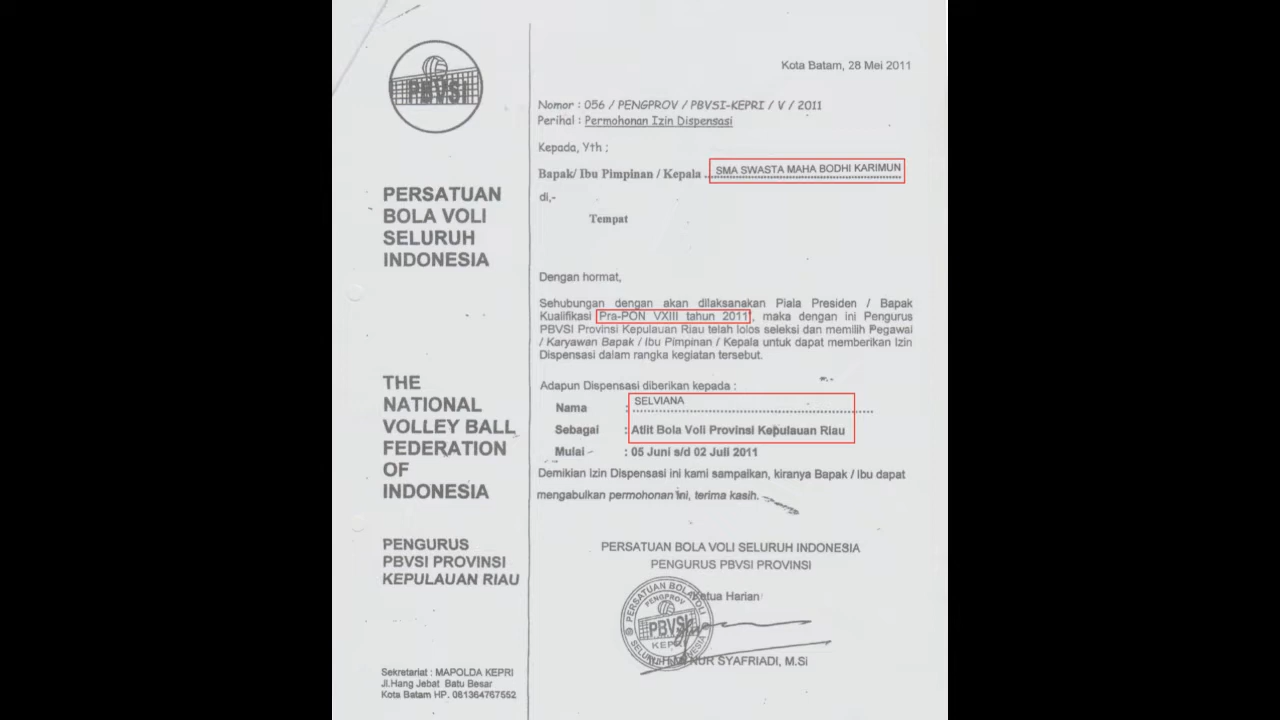 PBVSI
PERSATUAN
BOLA VOLI
SELURUH
INDONESIA
THE
NATIONAL
VOLLEY BALL
FEDERATION
OF
INDONESIA
PENGURUS
PBVSI PROVINSI
KEPULAUAN RIAU
Sekretariat : MAPOLDA KEPRI
Jl.Hang Jebat Batu Besar
Kota Batam HP. 081364767552
Kota Batam, 28 Mei 2011
Nomor : 056 / PENGPROV / PBVSI-KEPRI / V / 2011
Perihal : Permohonan Izin Dispensasi
Kepada, Yth ;
Bapak/ Ibu Pimpinan / Kepala SMA SWASTA MAHA BODHI KARIMUN
di,-
Tempat
Dengan hormat,
Sehubungan dengan akan dilaksanakan Piala Presiden / Bapak
Kualifikasi Pra-PON VXIII tahun 2011, maka dengan ini Pengurus
PBVSI Provinsi Kepulauan Riau telah lolos seleksi dan memilih Pegawai
/ Karyawan Bapak / Ibu Pimpinan / Kepala untuk dapat memberikan Izin
Dispensasi dalam rangka kegiatan tersebut.
Adapun Dispensasi diberikan kepada :
Nama : SELVIANA
Sebagai : Atlit Bola Voli Provinsi Kepulauan Riau
Mulai : 05 Juni s/d 02 Juli 2011
Demikian Izin Dispensasi ini kami sampaikan, kiranya Bapak / Ibu dapat
mengabulkan permohonan ini, terima kasih.
PERSATUAN BOLA VOLI SELURUH INDONESIA
PENGURUS PBVSI PROVINSI
Ketua Harian
PERSATUAN BOLA VOLI
PENGPROV
PBVSI
KEPRI
SELURUH INDONESIA
NUR SYAFRIADI, M.Si